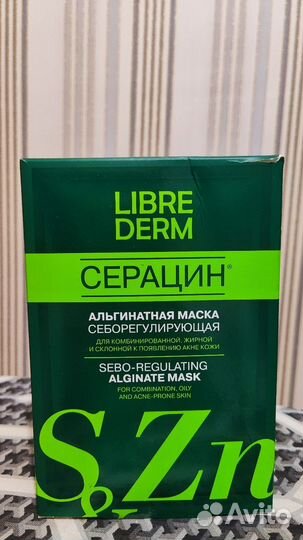 LIBRE
DERM
СЕРАЦИН®
АЛЬГИНАТНАЯ МАСКА
СЕБОРЕГУЛИРУЮЩАЯ
ДЛЯ КОМБИНИРОВАННОЙ, ЖИРНОЙ
И СКЛОННОЙ К ПОЯВЛЕНИЮ АКНЕ КОЖИ
SEBO-REGULATING
ALGINATE MASK
FOR COMBINATION, OILY
AND ACNE-PRONE SKIN
S&Zn
Avito